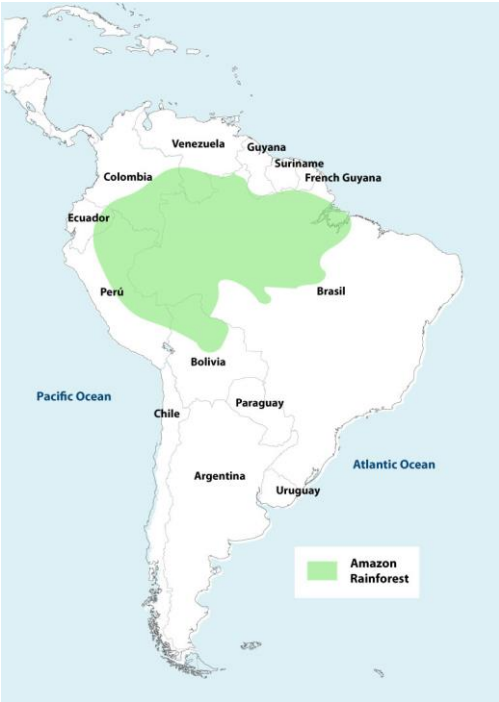 Venezuela
Guyana
Suriname
French Guyana
Colombia
Ecuador
Perú
Brasil
Bolivia
Pacific Ocean
Chile
Paraguay
Atlantic Ocean
Argentina
Uruguay
Amazon
Rainforest